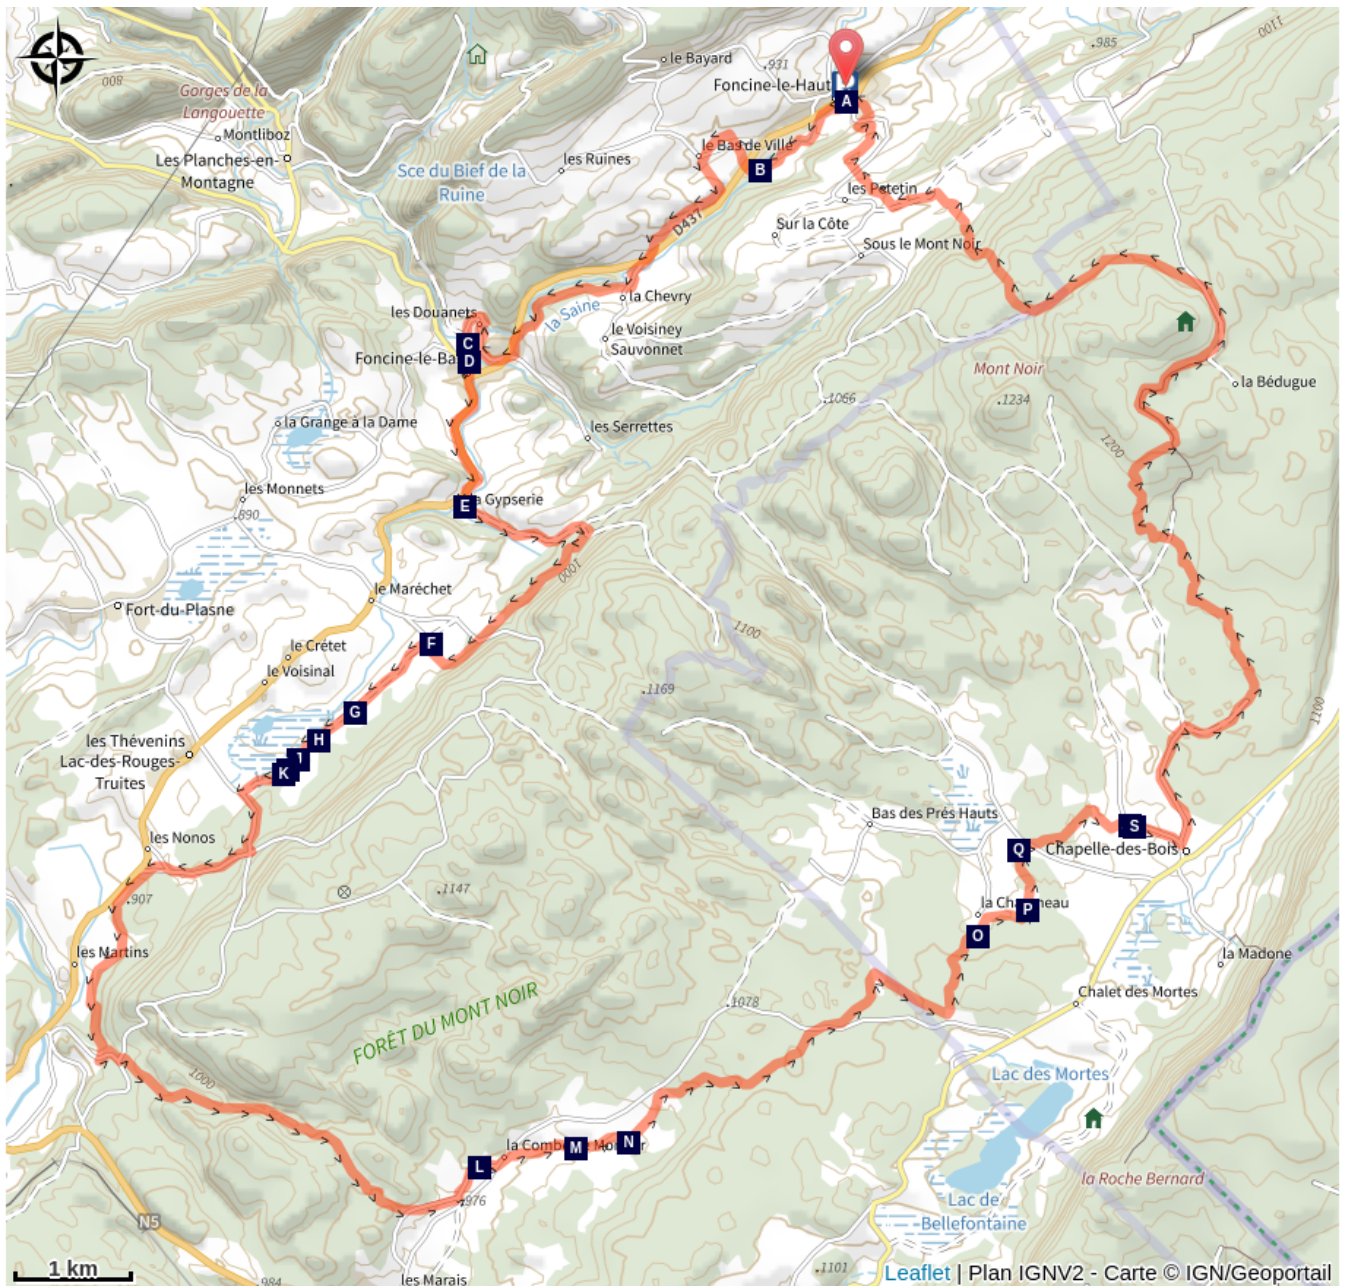 1100
985
le Bayard
931
Foncine-le-Haut
A
800
Gorges de la
Langouette
Montliboz
Les Planches-en-
Montagne
le Bas de Ville
B
les Ruines
Sce du Bief de la
Ruine
les Petetin
D437
Sur la Côte
Sous le Mont Noir
la Chevry
la Saine
les Douanets
le Voisiney
Sauvonnet
C
D
Mont Noir
la Bédugue
1066
1234
la Grange à la Dame
les Serrettes
1200
les Monnets
890
E
la Gypserie
1000
le Maréchet
Fort-du-Plasne
1100
le Crétet
F
le Voisinal
1169
1100
G
les Thévenins
Lac-des-Rouges-
Truites
H
K
Bas des Prés Hauts
S
les Nonos
Q
Chapelle-des-Bois
1147
907
P
O
les Martins
la Madone
Chalet des Mortes
1078
FORÊT DU MONT NOIR
1000
Lac des Mortes
M
N
L
976
la Roche Bernard
Lac de
Bellefontaine
N5
1 km
984
les Marais
1101
Leaflet | Plan IGNV2 - Carte © IGN/Geoportail